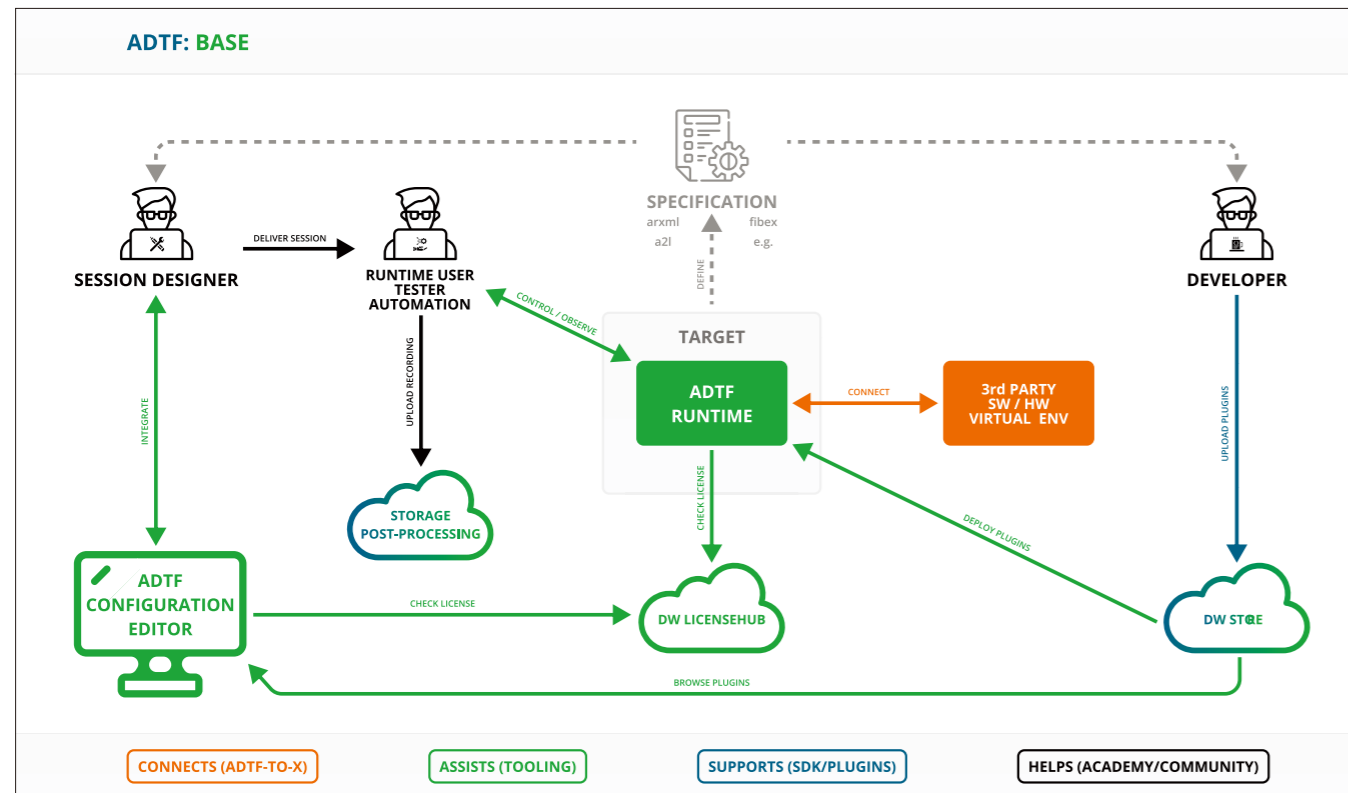 ADTF: BASE
SPECIFICATION
arxml
fibex
a2l
e.g.
DEFINE
SESSION DESIGNER
DELIVER SESSION
RUNTIME USER
TESTER
AUTOMATION
DEVELOPER
CONTROL / OBSERVE
TARGET
ADTF
RUNTIME
CONNECT
3rd PARTY
SW / HW
VIRTUAL ENV
INTEGRATE
UPLOAD RECORDING
UPLOAD PLUGINS
CHECK LICENSE
DEPLOY PLUGINS
STORAGE
POST-PROCESSING
ADTF
CONFIGURATION
EDITOR
CHECK LICENSE
DW LICENSEHUB
DW STORE
BROWSE PLUGINS
CONNECTS (ADTF-TO-X)
ASSISTS (TOOLING)
SUPPORTS (SDK/PLUGINS)
HELPS (ACADEMY/COMMUNITY)